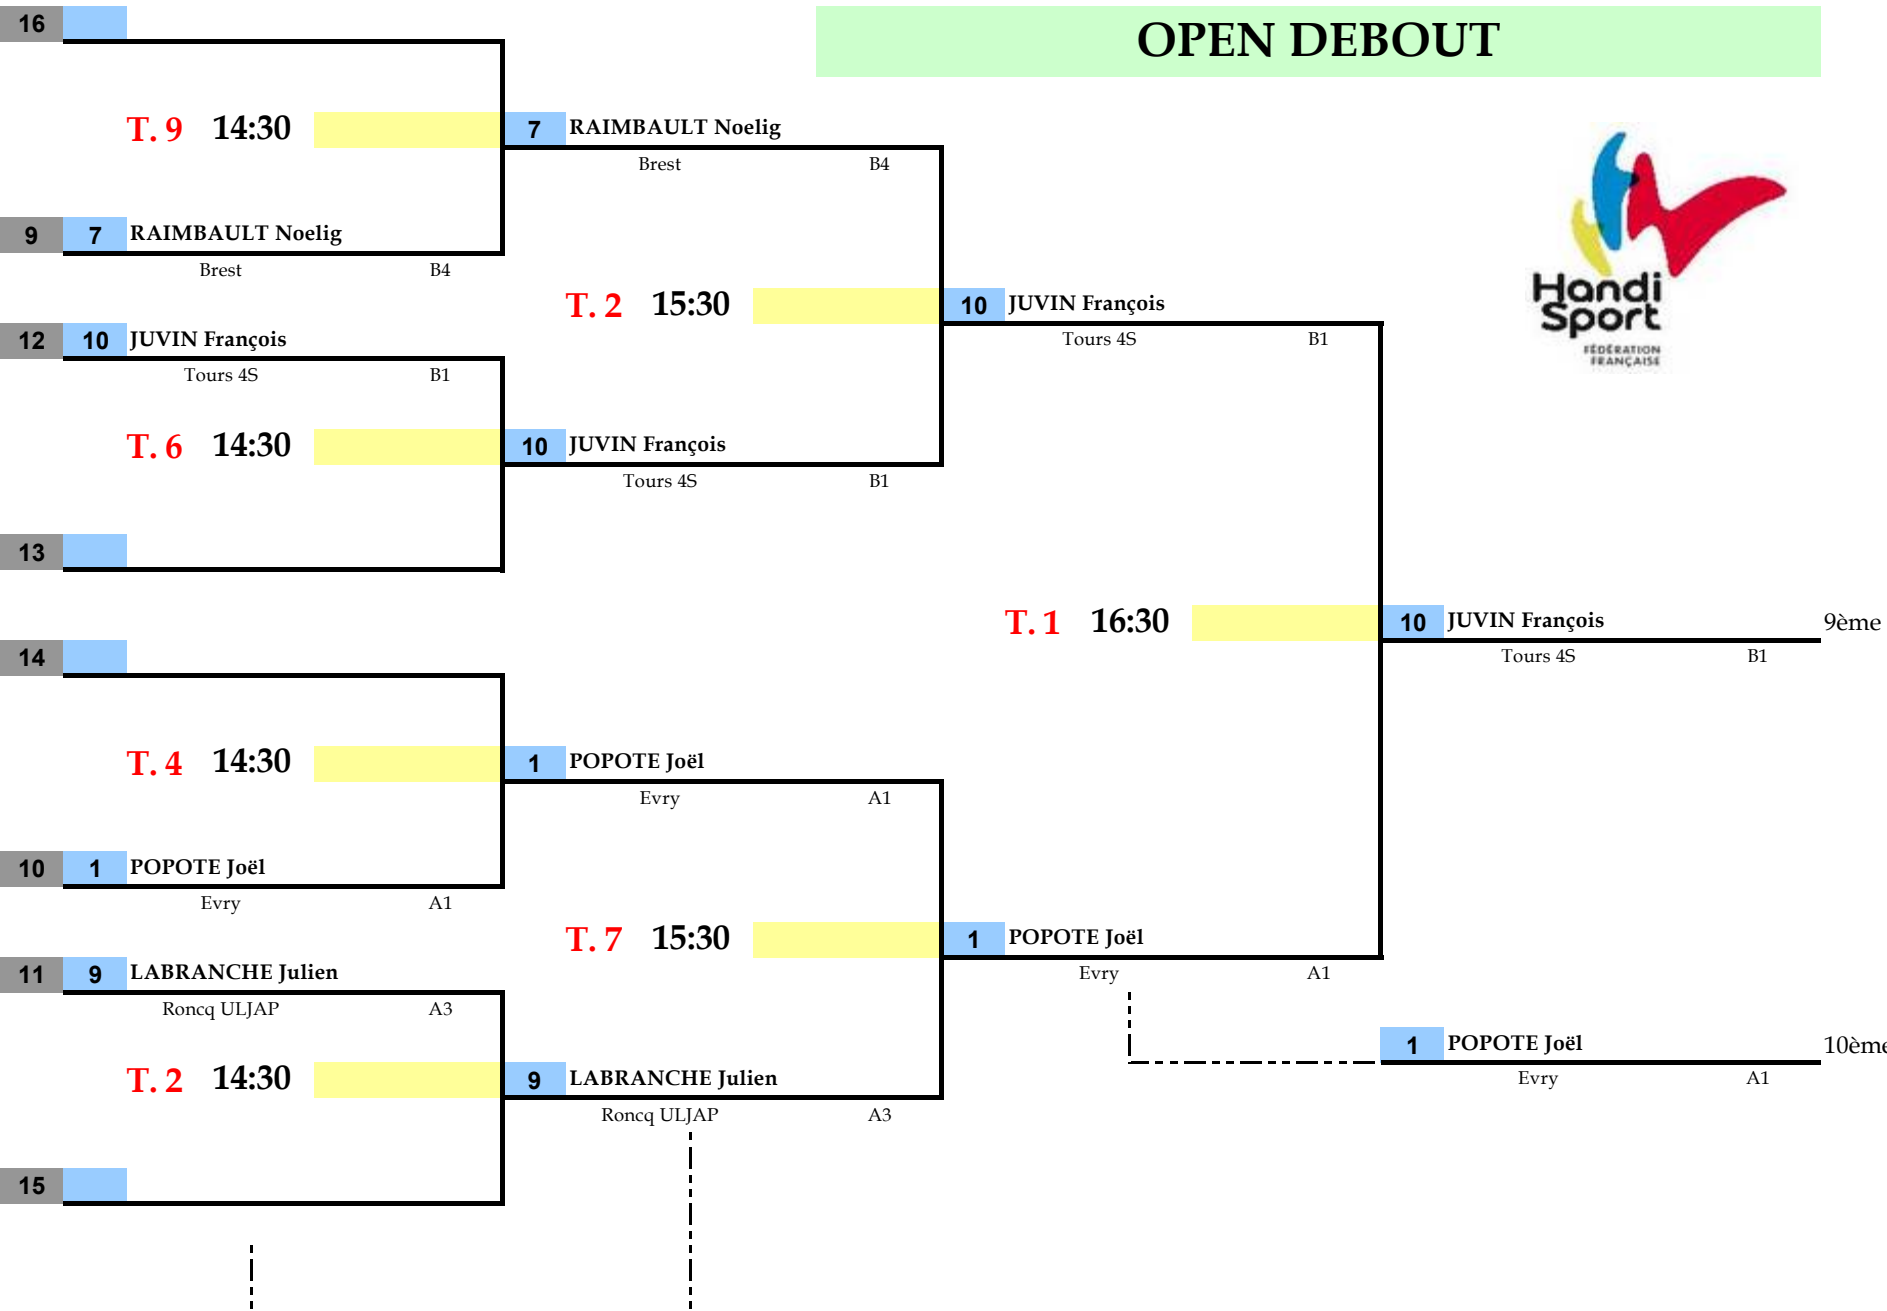 16
OPEN DEBOUT
T. 9 14:30
7 RAIMBAULT Noelig
Brest B4
9 7 RAIMBAULT Noelig
Brest B4
T. 2 15:30
10 JUVIN François
Tours 4S B1
Handi
Sport
FÉDÉRATION
FRANÇAISE
12 10 JUVIN François
Tours 4S B1
T. 6 14:30
10 JUVIN François
Tours 4S B1
13
T. 1 16:30
10 JUVIN François 9ème
Tours 4S B1
14
T. 4 14:30
1 POPOTE Joël
Evry A1
10 1 POPOTE Joël
Evry A1
T. 7 15:30
1 POPOTE Joël
Evry A1
11 9 LABRANCHE Julien
Roncq ULJAP A3
1 POPOTE Joël 10ème
Evry A1
T. 2 14:30
9 LABRANCHE Julien
Roncq ULJAP A3
15